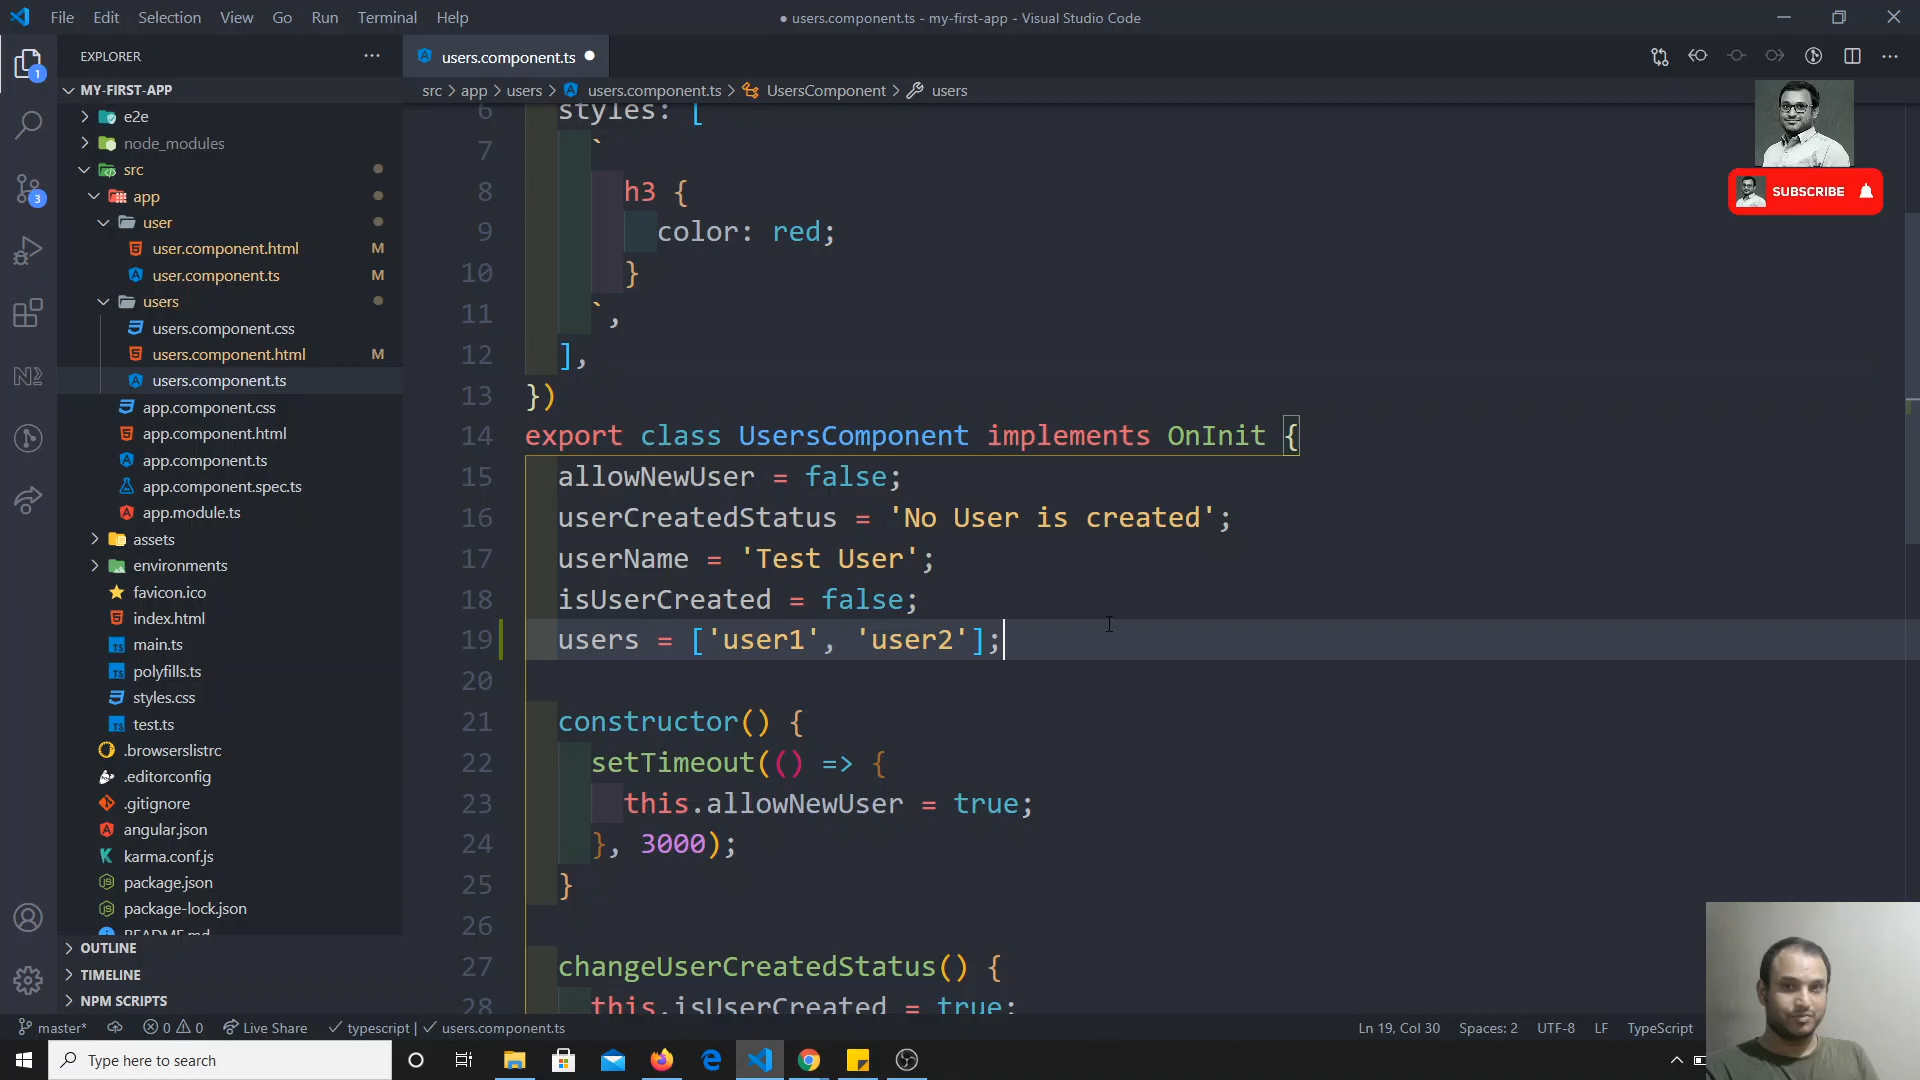 File Edit Selection View Go Run Terminal Help
● users.component.ts - my-first-app - Visual Studio Code
EXPLORER
users.component.ts
MY-FIRST-APP
src > app > users > users.component.ts > UsersComponent > users
e2e
node_modules
src
app
user
user.component.html M
user.component.ts M
users
users.component.css
users.component.html M
users.component.ts
app.component.css
app.component.html
app.component.ts
app.component.spec.ts
app.module.ts
assets
environments
favicon.ico
index.html
main.ts
polyfills.ts
styles.css
test.ts
.browserslistrc
.editorconfig
.gitignore
angular.json
karma.conf.js
package.json
package-lock.json
README.md
OUTLINE
TIMELINE
NPM SCRIPTS
1
3
6 styles: [
7 `
8 h3 {
9 color: red;
10 }
11 `,
12 ],
13 })
14 export class UsersComponent implements OnInit {
15 allowNewUser = false;
16 userCreatedStatus = 'No User is created';
17 userName = 'Test User';
18 isUserCreated = false;
19 users = ['user1', 'user2'];
20
21 constructor() {
22 setTimeout(() => {
23 this.allowNewUser = true;
24 }, 3000);
25 }
26
27 changeUserCreatedStatus() {
28 this.isUserCreated = true;
SUBSCRIBE
master* 0 0 Live Share typescript | users.component.ts
Ln 19, Col 30 Spaces: 2 UTF-8 LF TypeScript
Type here to search